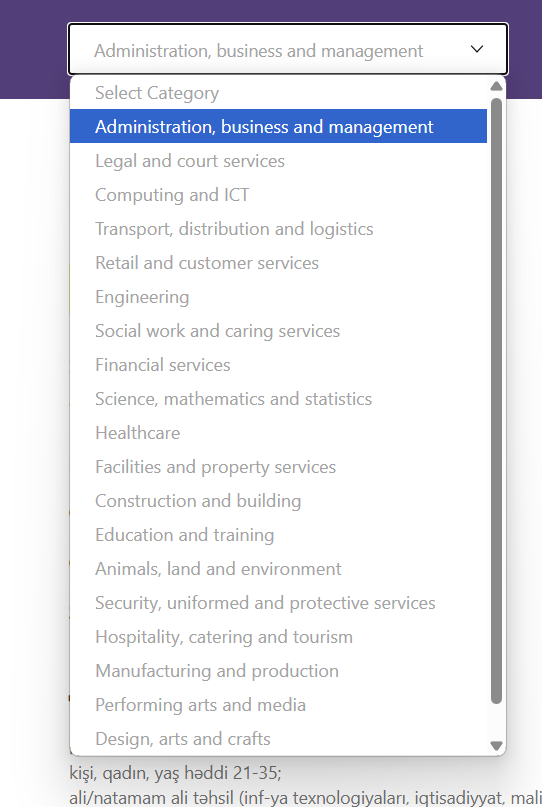 Administration, business and management
Select Category
Administration, business and management
Legal and court services
Computing and ICT
Transport, distribution and logistics
Retail and customer services
Engineering
Social work and caring services
Financial services
Science, mathematics and statistics
Healthcare
Facilities and property services
Construction and building
Education and training
Animals, land and environment
Security, uniformed and protective services
Hospitality, catering and tourism
Manufacturing and production
Performing arts and media
Design, arts and crafts
kişi, qadın, yaş həddi 21-35;
ali/natamam ali təhsil (inf-ya texnologiyaları, iqtisadiyyat, mali